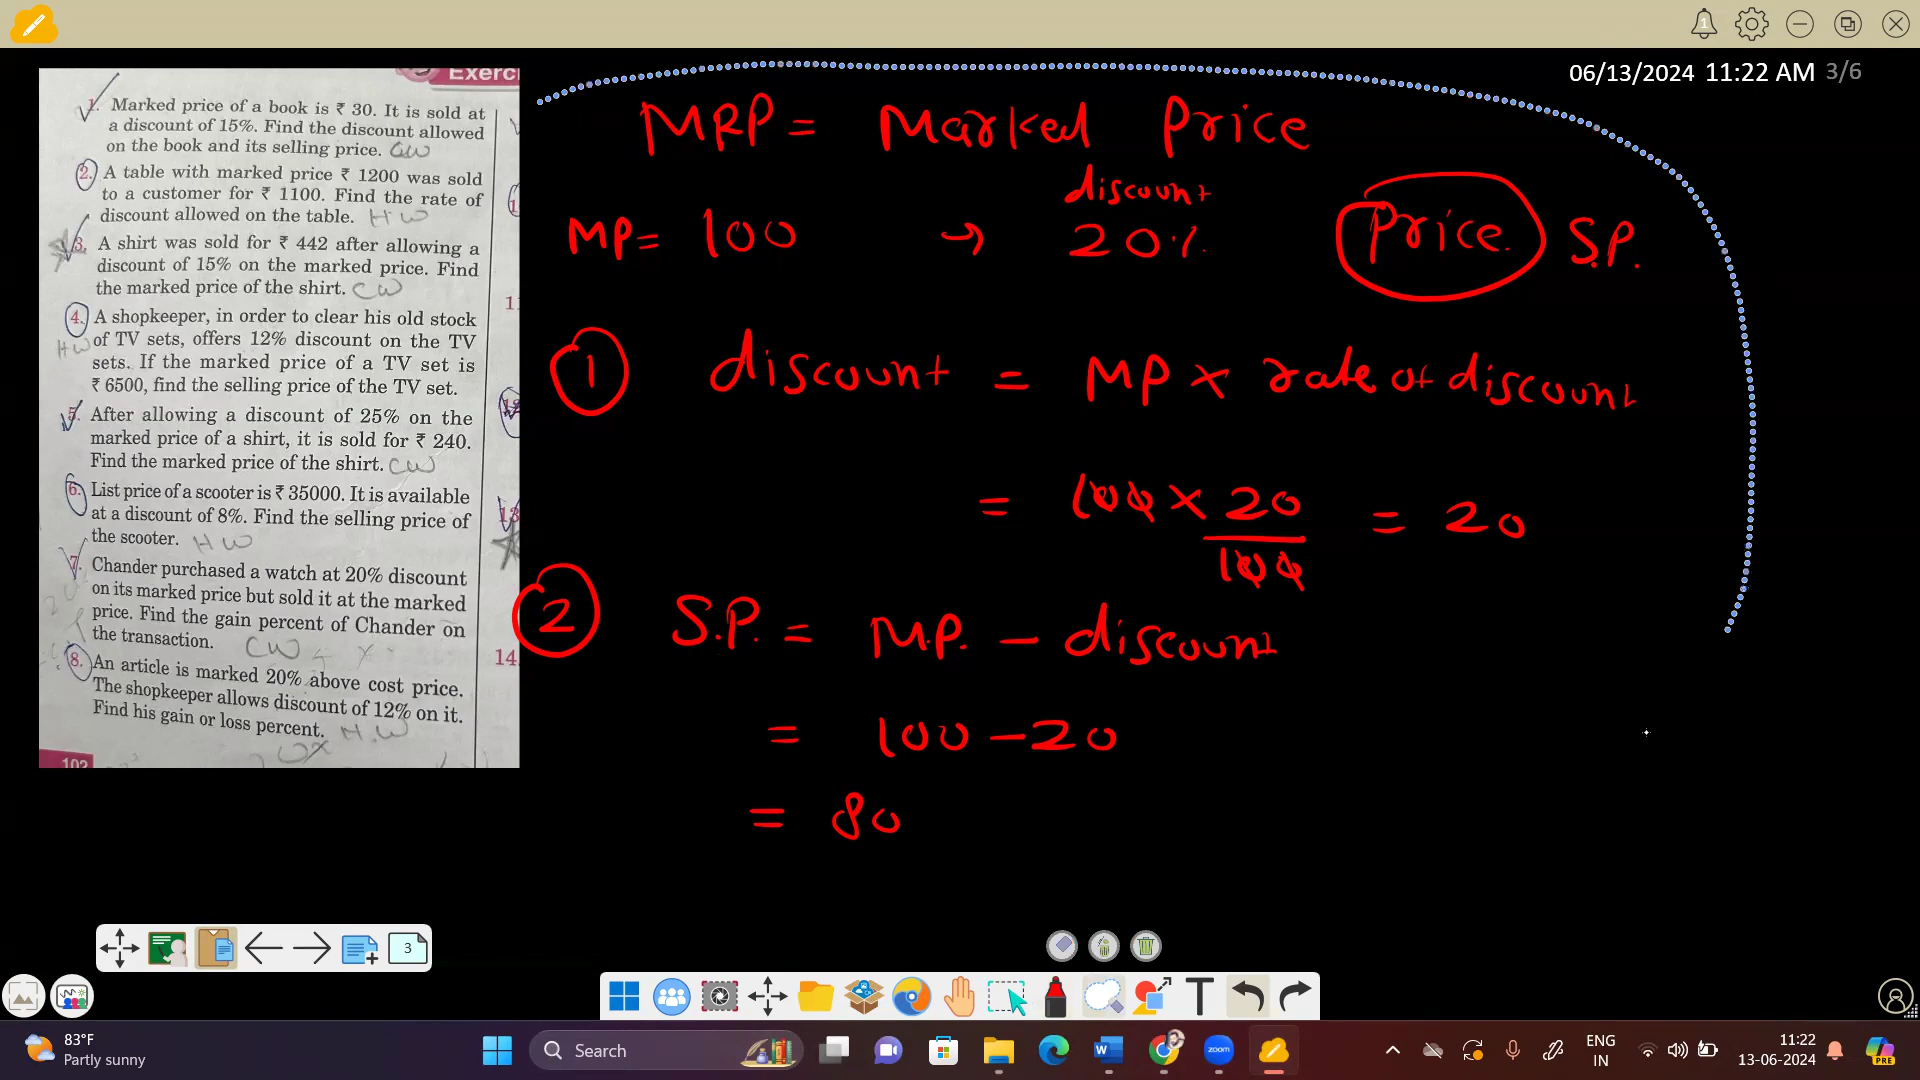 1
06/13/2024 11:22 AM 3/6
Exerc
1. Marked price of a book is ₹ 30. It is sold at
a discount of 15%. Find the discount allowed
on the book and its selling price. CW
2. A table with marked price ₹ 1200 was sold
to a customer for ₹ 1100. Find the rate of
discount allowed on the table. HW
3. A shirt was sold for ₹ 442 after allowing a
discount of 15% on the marked price. Find
the marked price of the shirt. CW
4. A shopkeeper, in order to clear his old stock
HW of TV sets, offers 12% discount on the TV
sets. If the marked price of a TV set is
₹ 6500, find the selling price of the TV set.
5. After allowing a discount of 25% on the
marked price of a shirt, it is sold for ₹ 240.
Find the marked price of the shirt. CW
6. List price of a scooter is ₹ 35000. It is available
at a discount of 8%. Find the selling price of
the scooter. HW
7. Chander purchased a watch at 20% discount
on its marked price but sold it at the marked
price. Find the gain percent of Chander on
the transaction. CW
8. An article is marked 20% above cost price.
The shopkeeper allows discount of 12% on it.
Find his gain or loss percent. H.W
102
11
13
14.
MRP = Marked Price
discount
MP = 100 → 20% Price. S.P.
1 discount = MP × rate of discount
= 100 × 20/100 = 20
2 S.P. = M.P. - discount
= 100 - 20
= 80
3
T
83°F
Partly sunny
Search
zoom
ENG
IN
11:22
13-06-2024
PRE